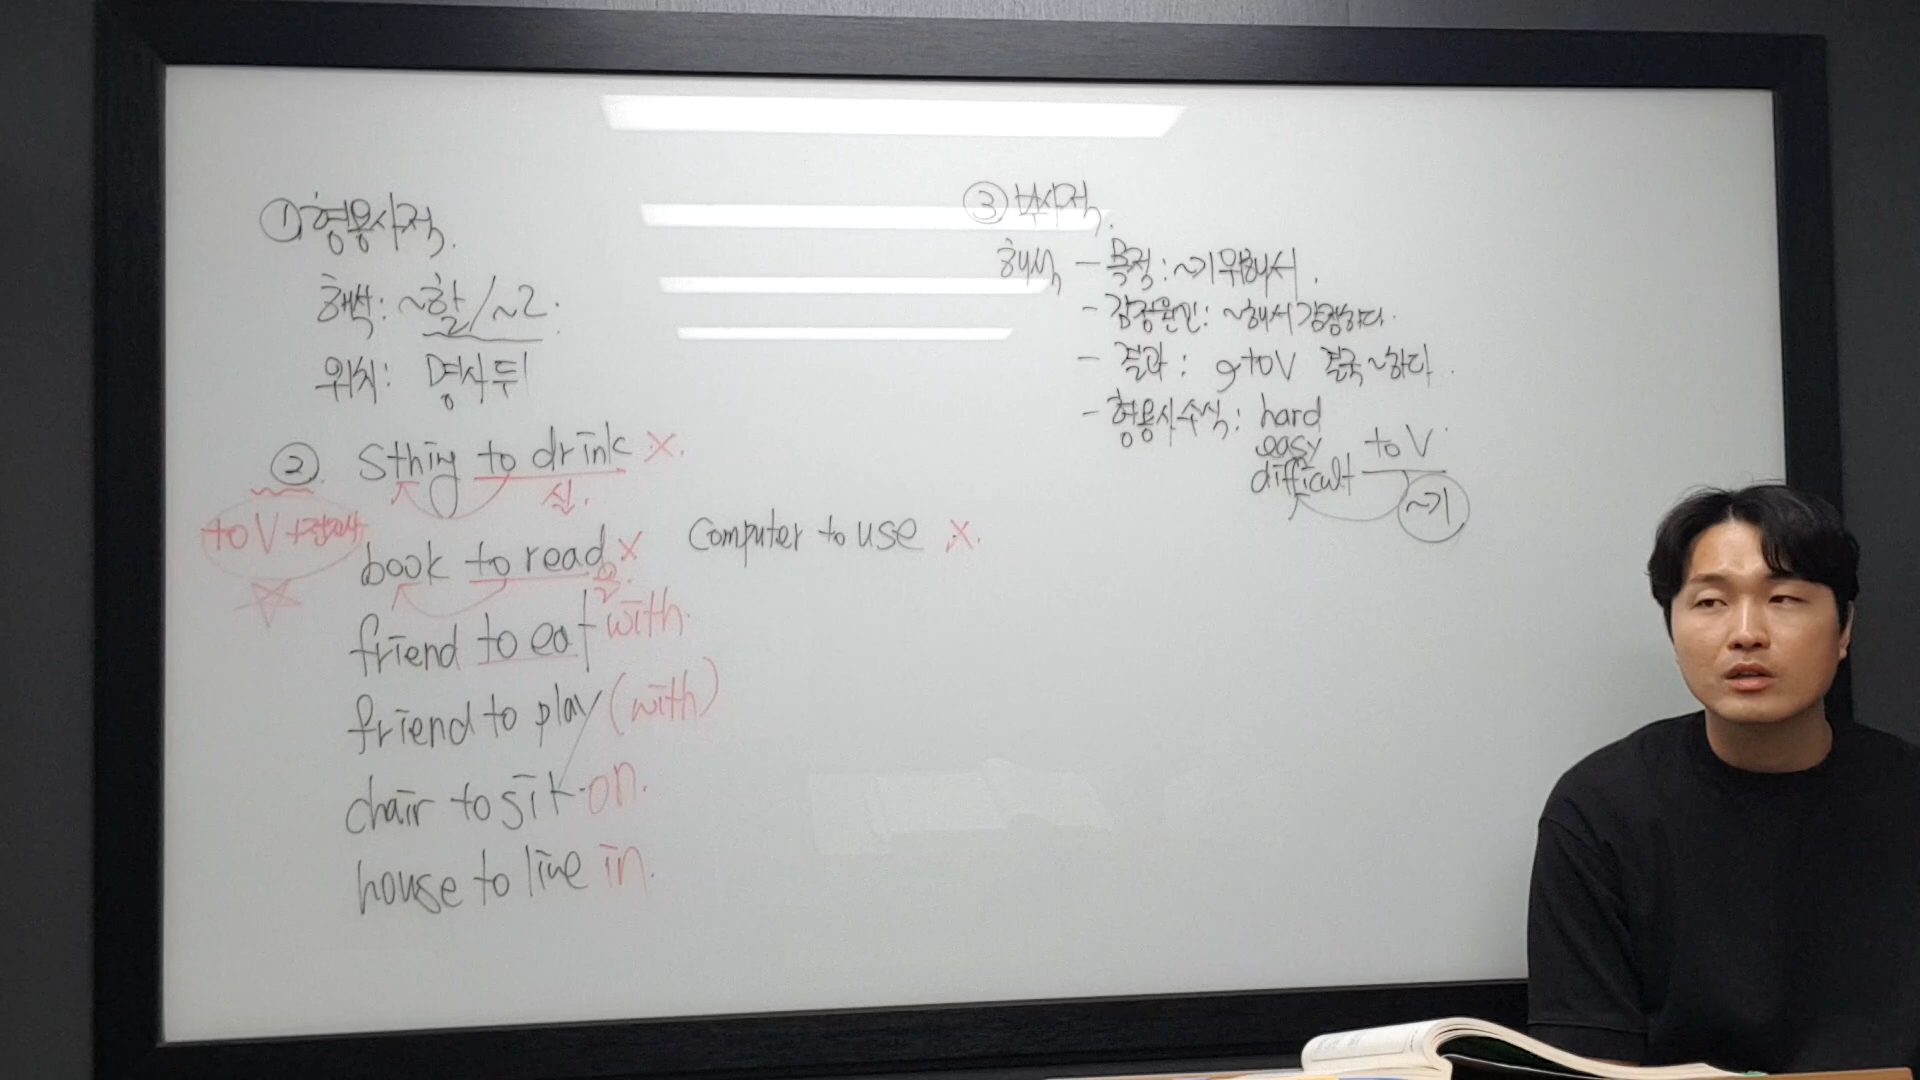 ① 형용사적.
해석: ~할/~ㄹ.
위치: 명사 뒤
② sthing to drink X.
to V + 전치사
book to read X
computer to use X.
friend to eat with.
friend to play (with)
chair to sit on.
house to live in.
③ 부사적.
해석 - 목적: ~기 위해서.
- 감정원인: ~해서 감정하다.
- 결과: to V 결국 ~하다.
- 형용사수식: hard
easy to V
difficult ~기